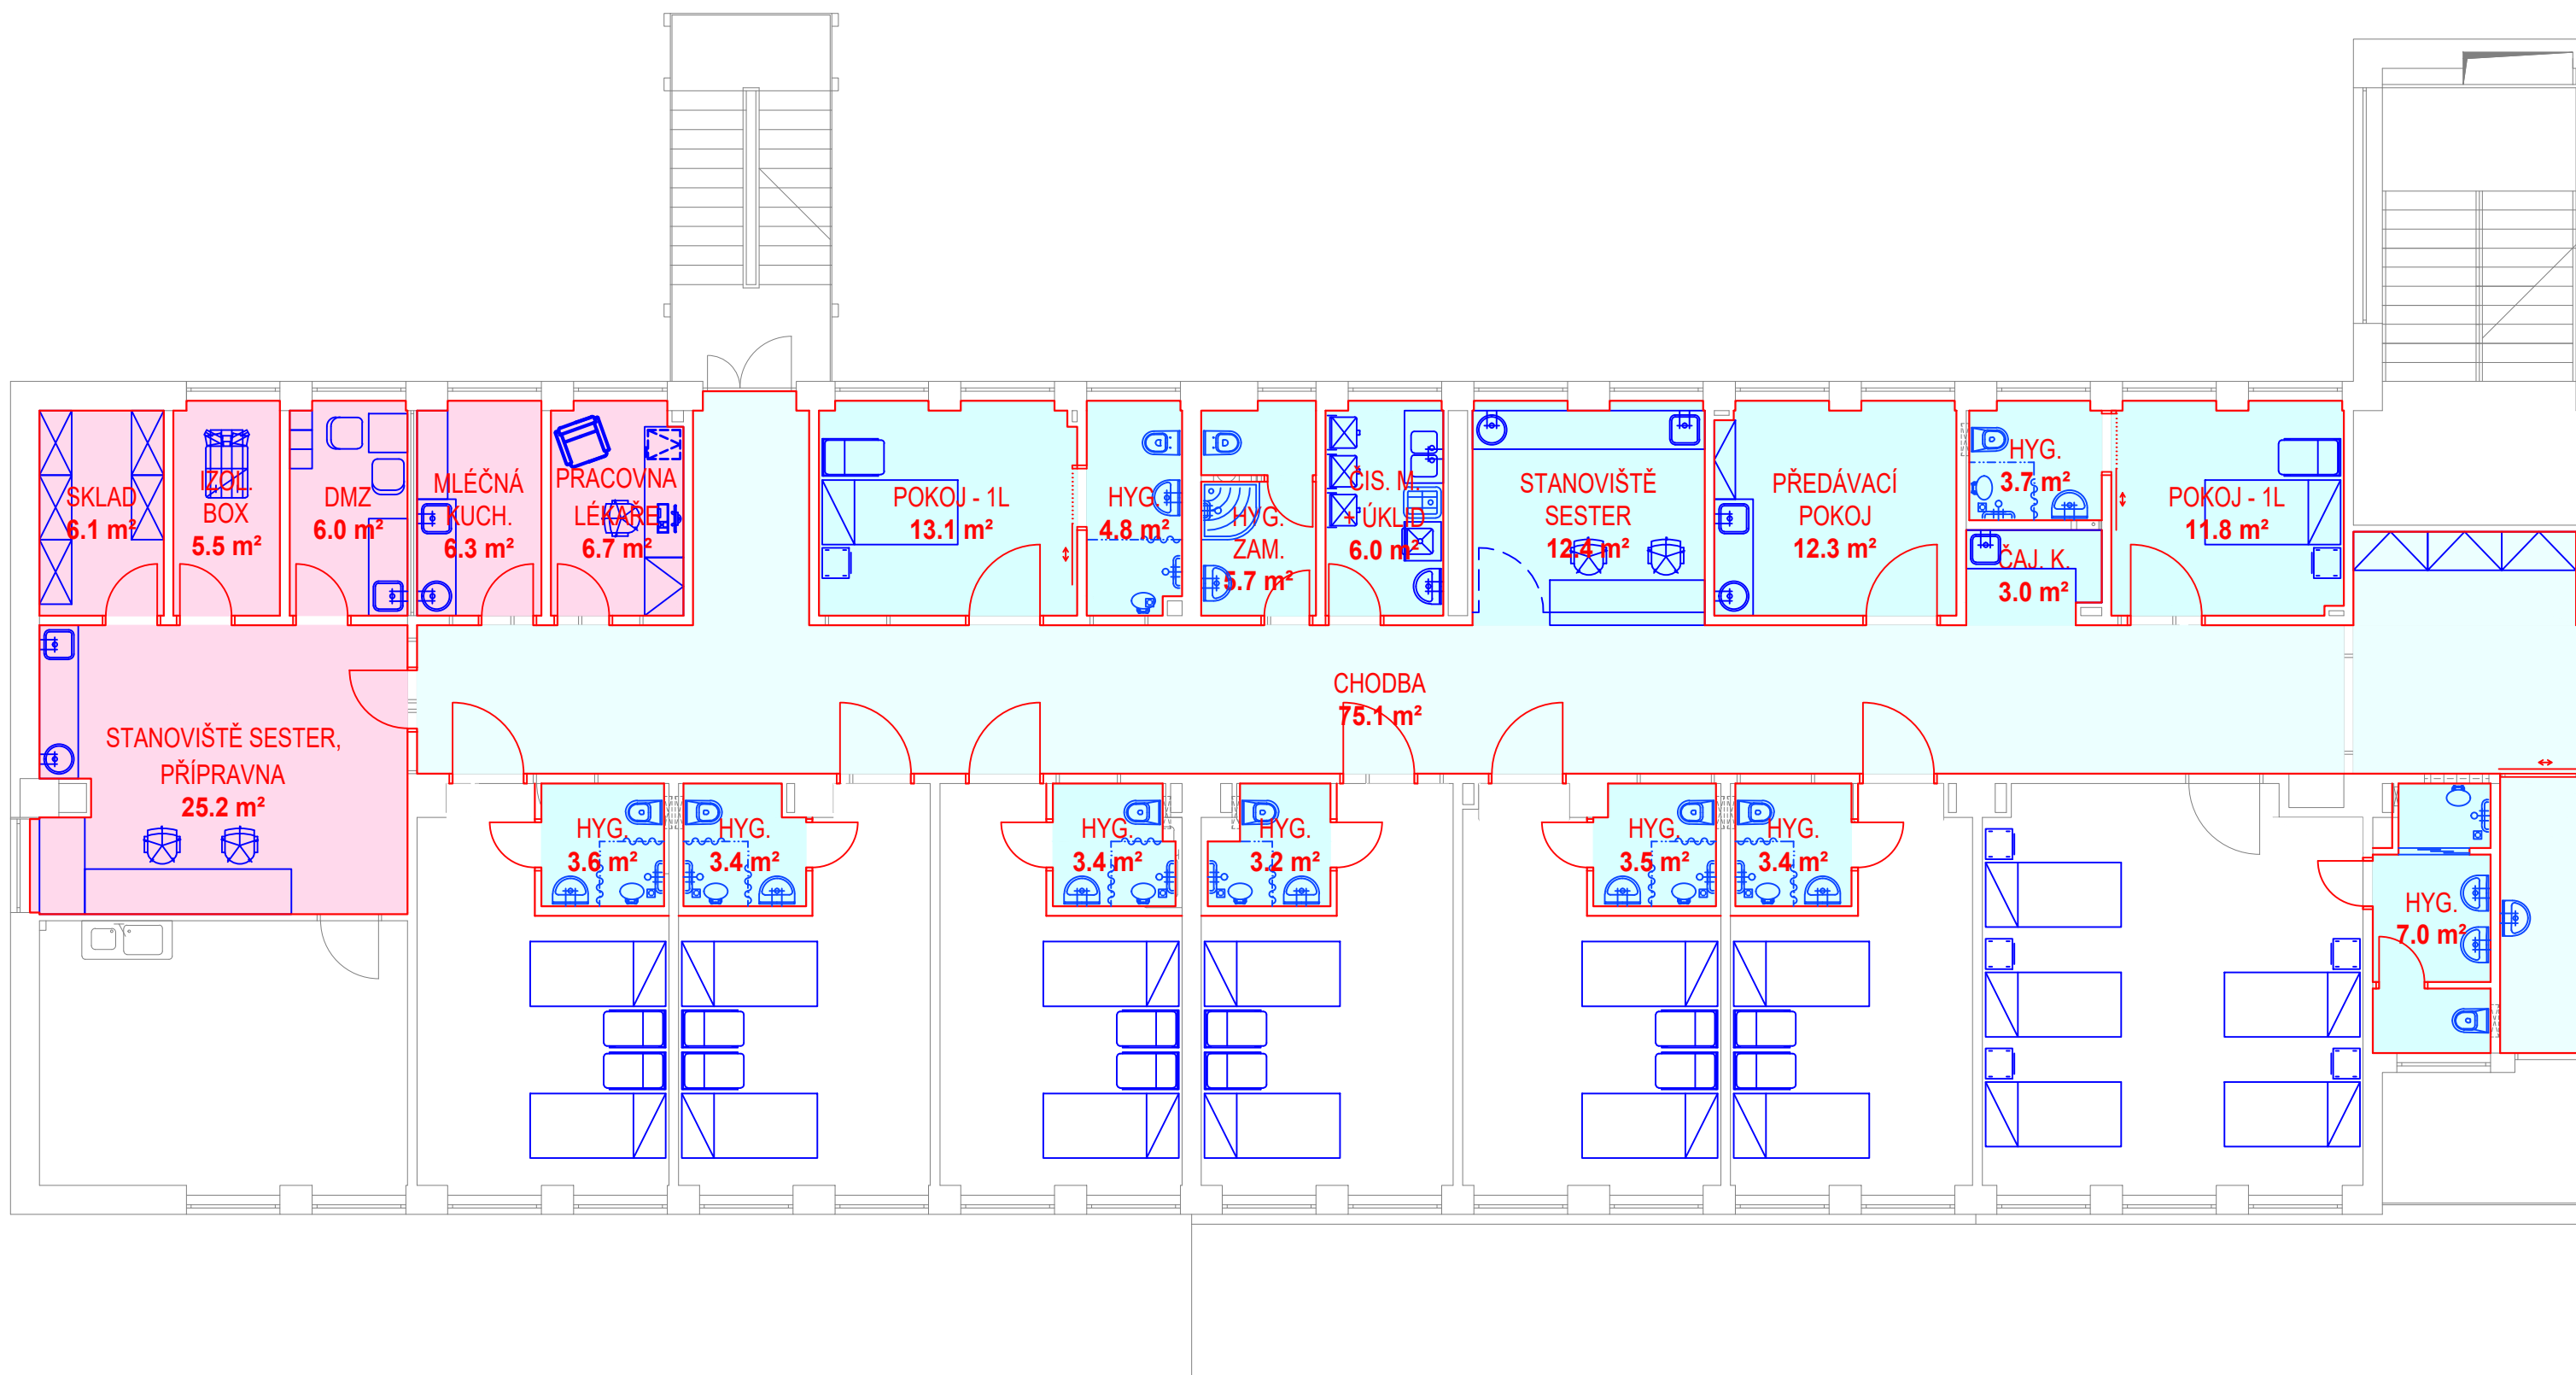 SKLAD
6.1 m²
IZOL.
BOX
5.5 m²
DMZ
6.0 m²
MLÉČNÁ
KUCH.
6.3 m²
PRACOVNA
LÉKAŘE
6.7 m²
POKOJ - 1L
13.1 m²
HYG.
4.8 m²
HYG.
ZAM.
5.7 m²
ČIS. M.
+ ÚKLID
6.0 m²
STANOVIŠTĚ
SESTER
12.4 m²
PŘEDÁVACÍ
POKOJ
12.3 m²
HYG.
3.7 m²
ČAJ. K.
3.0 m²
POKOJ - 1L
11.8 m²
CHODBA
75.1 m²
STANOVIŠTĚ SESTER,
PŘÍPRAVNA
25.2 m²
HYG.
3.6 m²
HYG.
3.4 m²
HYG.
3.4 m²
HYG.
3.2 m²
HYG.
3.5 m²
HYG.
3.4 m²
HYG.
7.0 m²